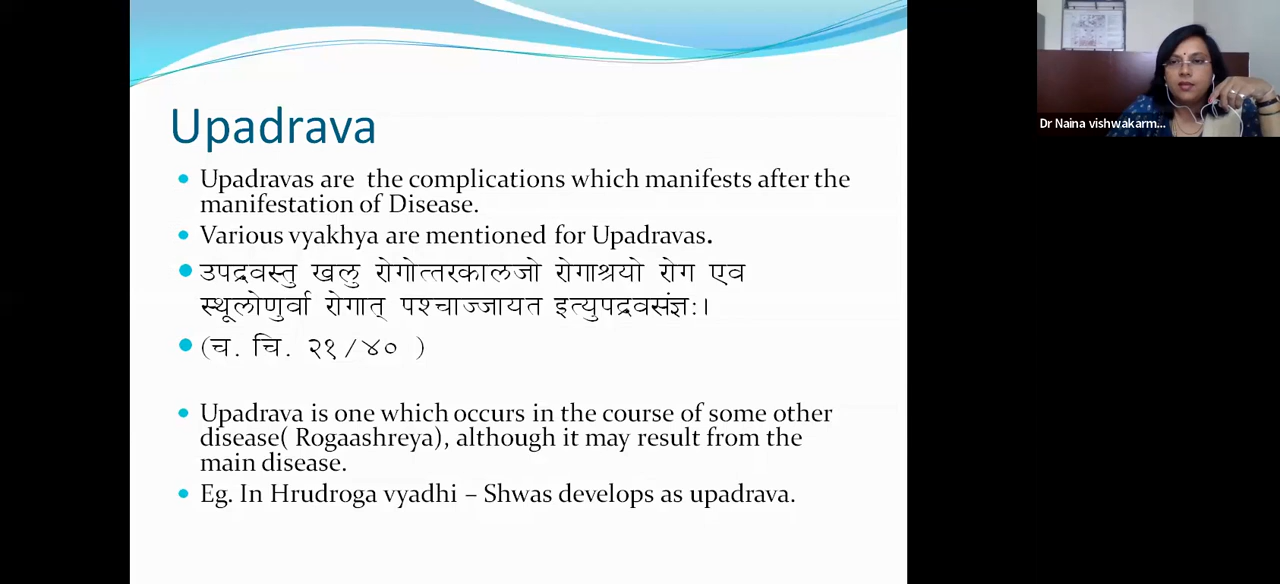 Upadrava
Dr Naina vishwakarm...
• Upadravas are the complications which manifests after the
manifestation of Disease.
• Various vyakhya are mentioned for Upadravas.
• उपद्रवस्तु खलु रोगोत्तरकालजो रोगाश्रयो रोग एव
स्थूलोणुर्वा रोगात् पश्चाज्जायत इत्युपद्रवसंज्ञः।
• (च. चि. २१/४० )
• Upadrava is one which occurs in the course of some other
disease( Rogaashreya), although it may result from the
main disease.
• Eg. In Hrudroga vyadhi – Shwas develops as upadrava.